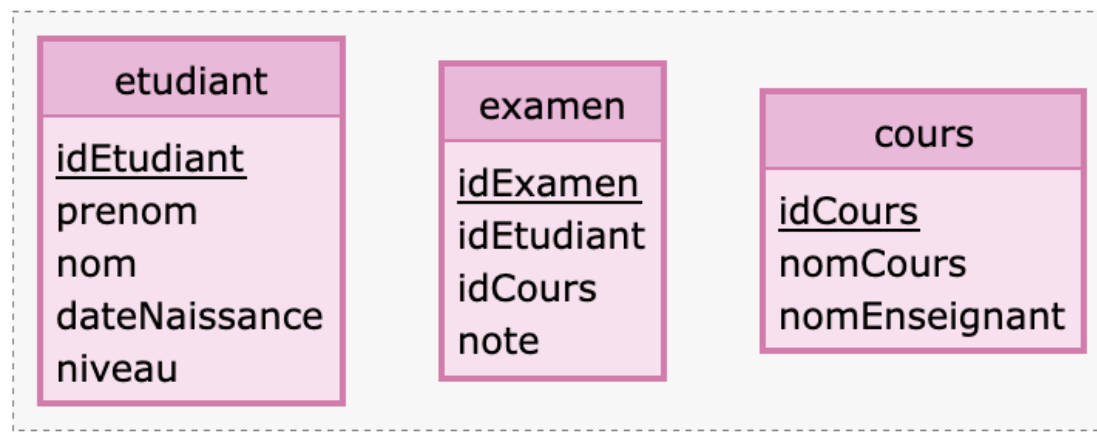 etudiant
idEtudiant
prenom
nom
dateNaissance
niveau
examen
idExamen
idEtudiant
idCours
note
cours
idCours
nomCours
nomEnseignant